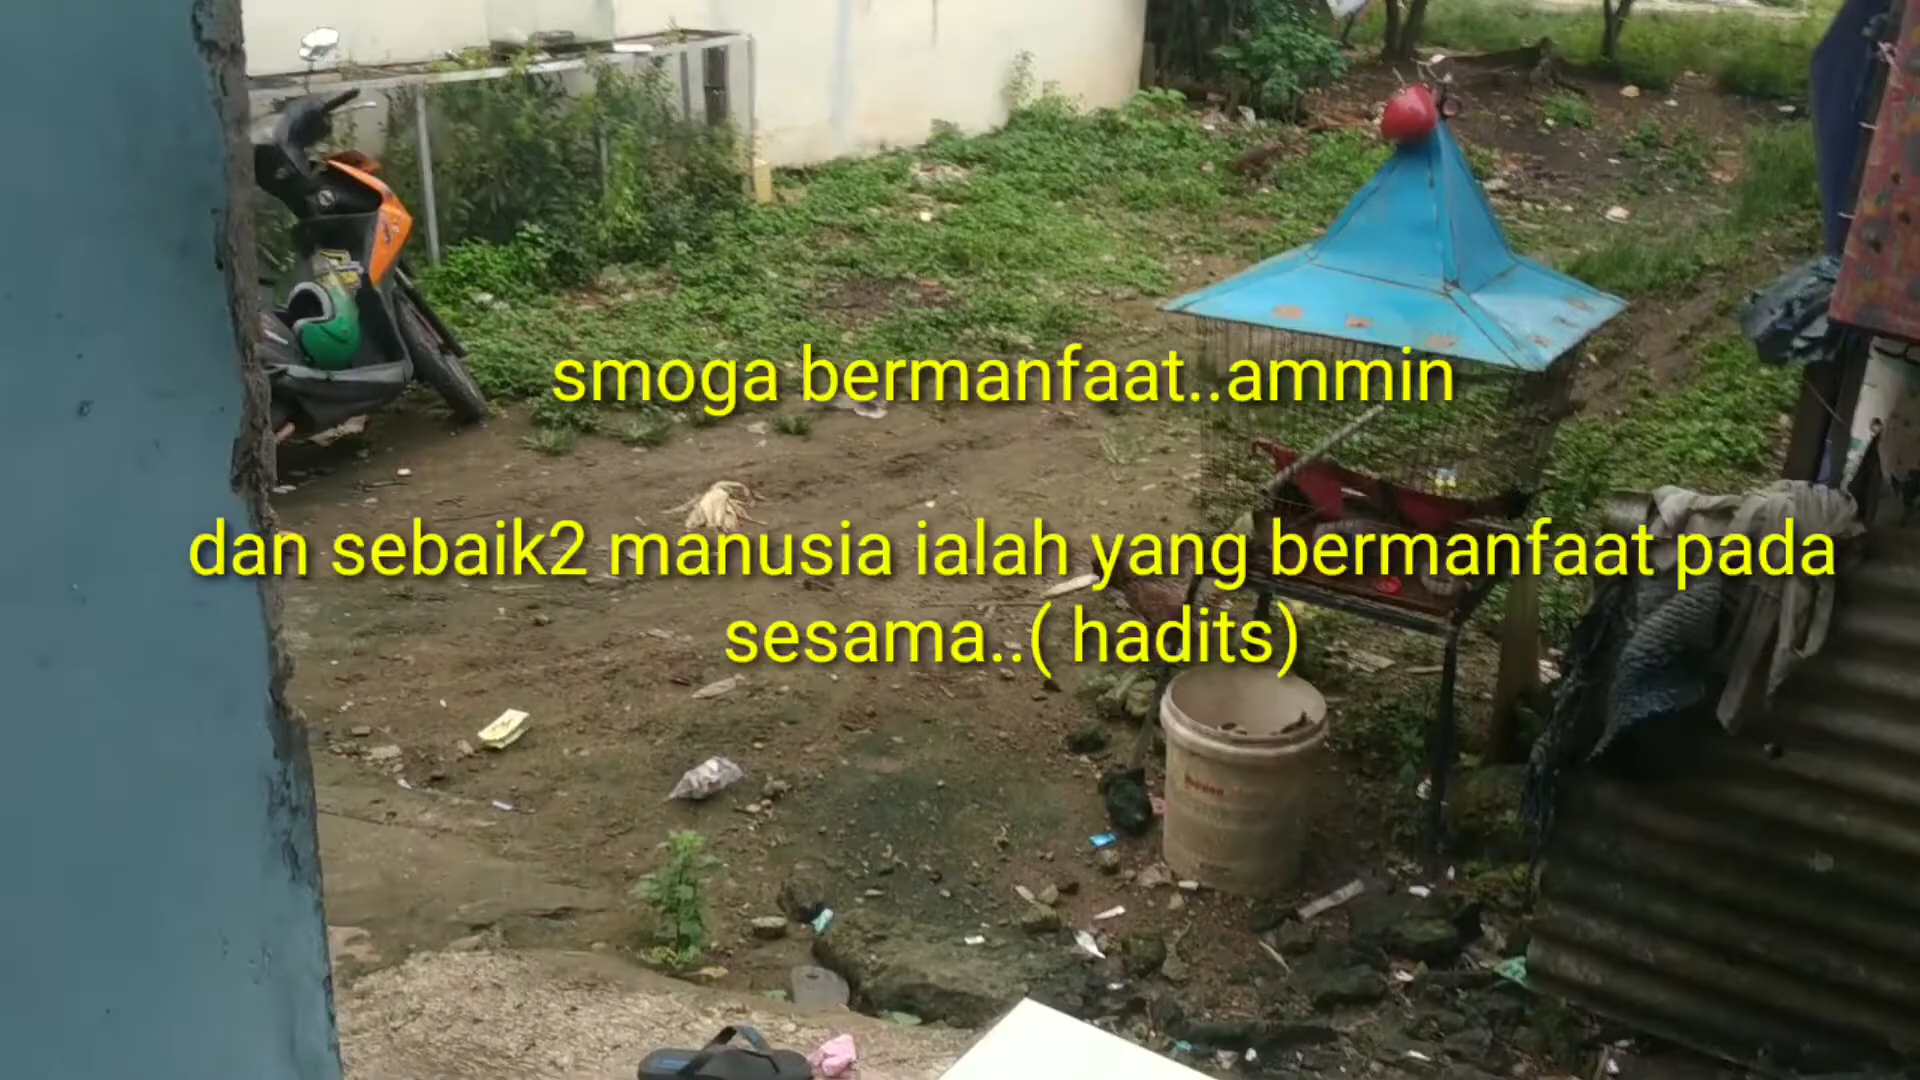 smoga bermanfaat..ammin
dan sebaik2 manusia ialah yang bermanfaat pada
sesama..( hadits)